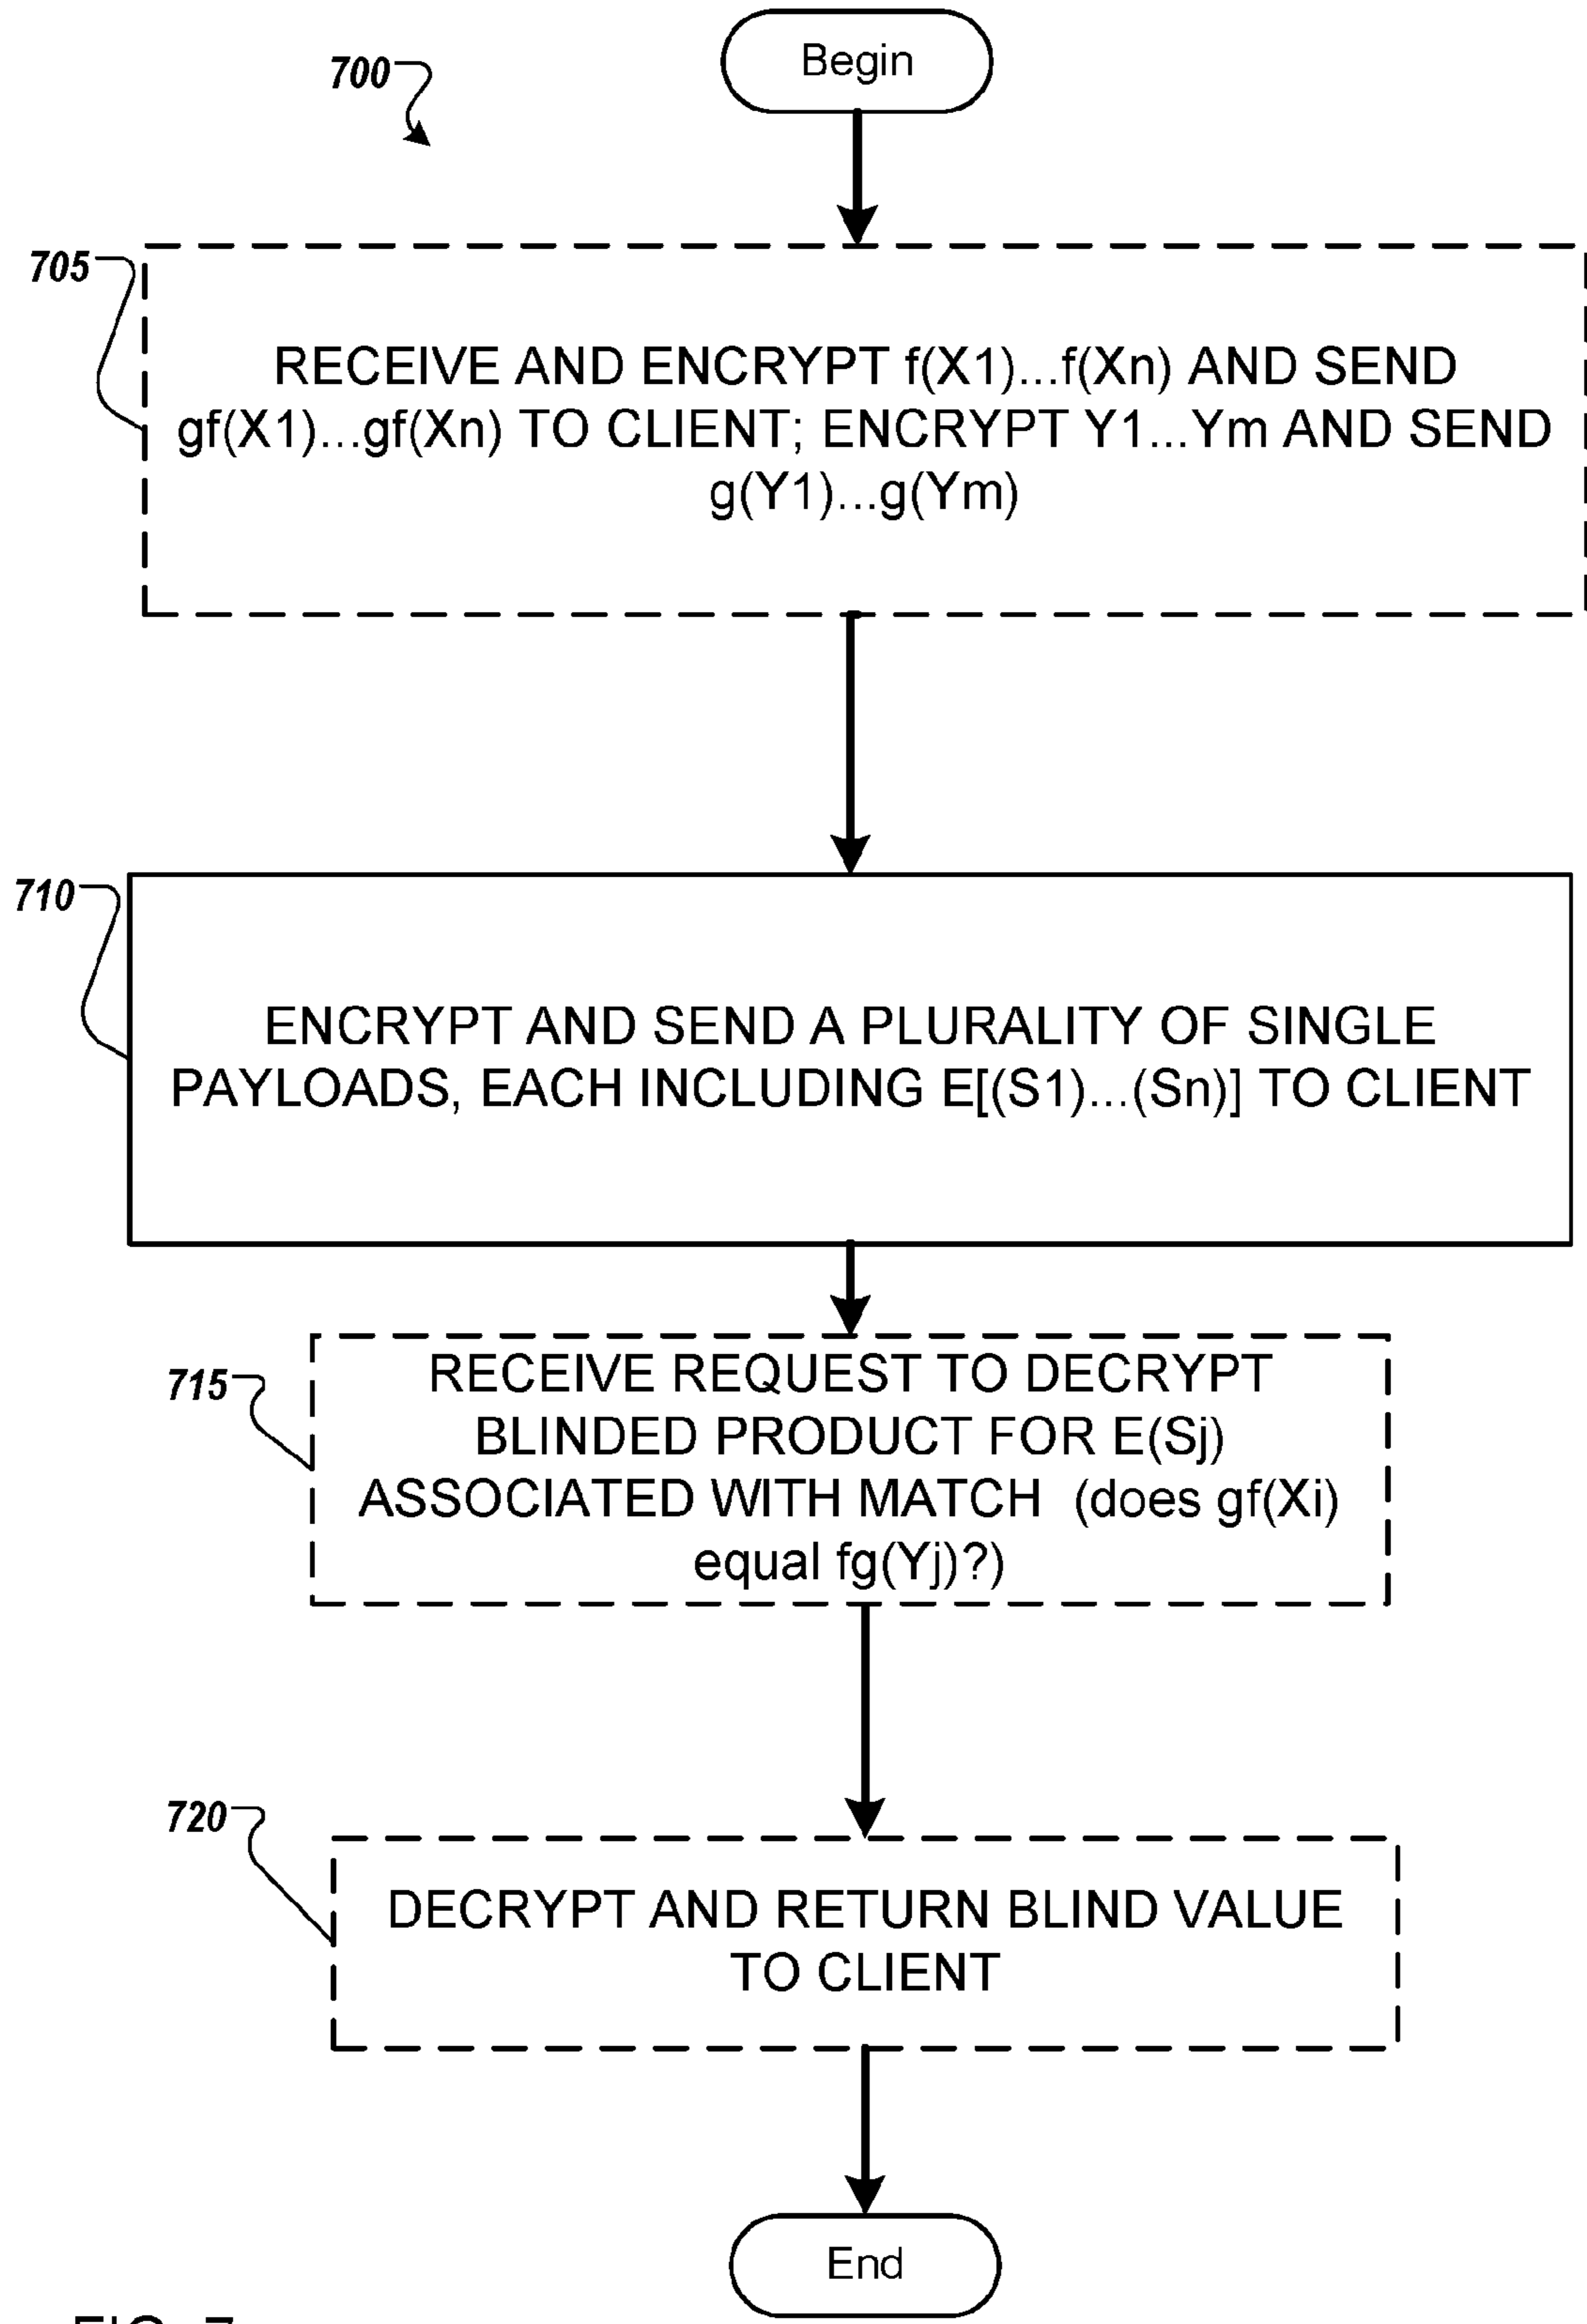 Begin
700
705
RECEIVE AND ENCRYPT f(X1)...f(Xn) AND SEND
gf(X1)...gf(Xn) TO CLIENT; ENCRYPT Y1...Ym AND SEND
g(Y1)...g(Ym)
710
ENCRYPT AND SEND A PLURALITY OF SINGLE
PAYLOADS, EACH INCLUDING E[(S1)...(Sn)] TO CLIENT
715
RECEIVE REQUEST TO DECRYPT
BLINDED PRODUCT FOR E(Sj)
ASSOCIATED WITH MATCH (does gf(Xi)
equal fg(Yj)?)
720
DECRYPT AND RETURN BLIND VALUE
TO CLIENT
End
FIG. 7